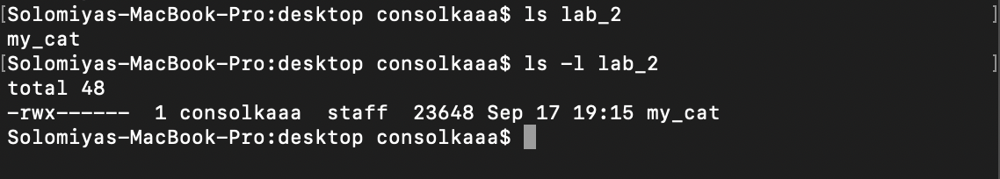 [Solomiyas-MacBook-Pro:desktop consolkaaa$ ls lab_2 ]
my_cat
[Solomiyas-MacBook-Pro:desktop consolkaaa$ ls -l lab_2 ]
total 48
-rwx------  1 consolkaaa  staff  23648 Sep 17 19:15 my_cat
Solomiyas-MacBook-Pro:desktop consolkaaa$